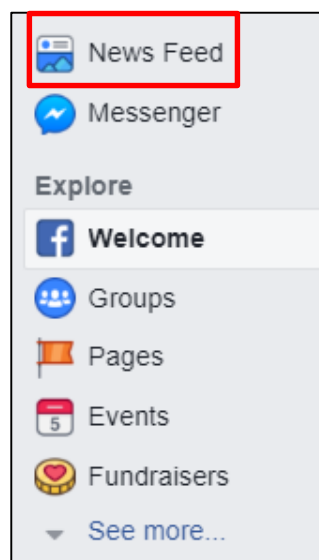 News Feed
Messenger
Explore
Welcome
Groups
Pages
5
Events
Fundraisers
See more...